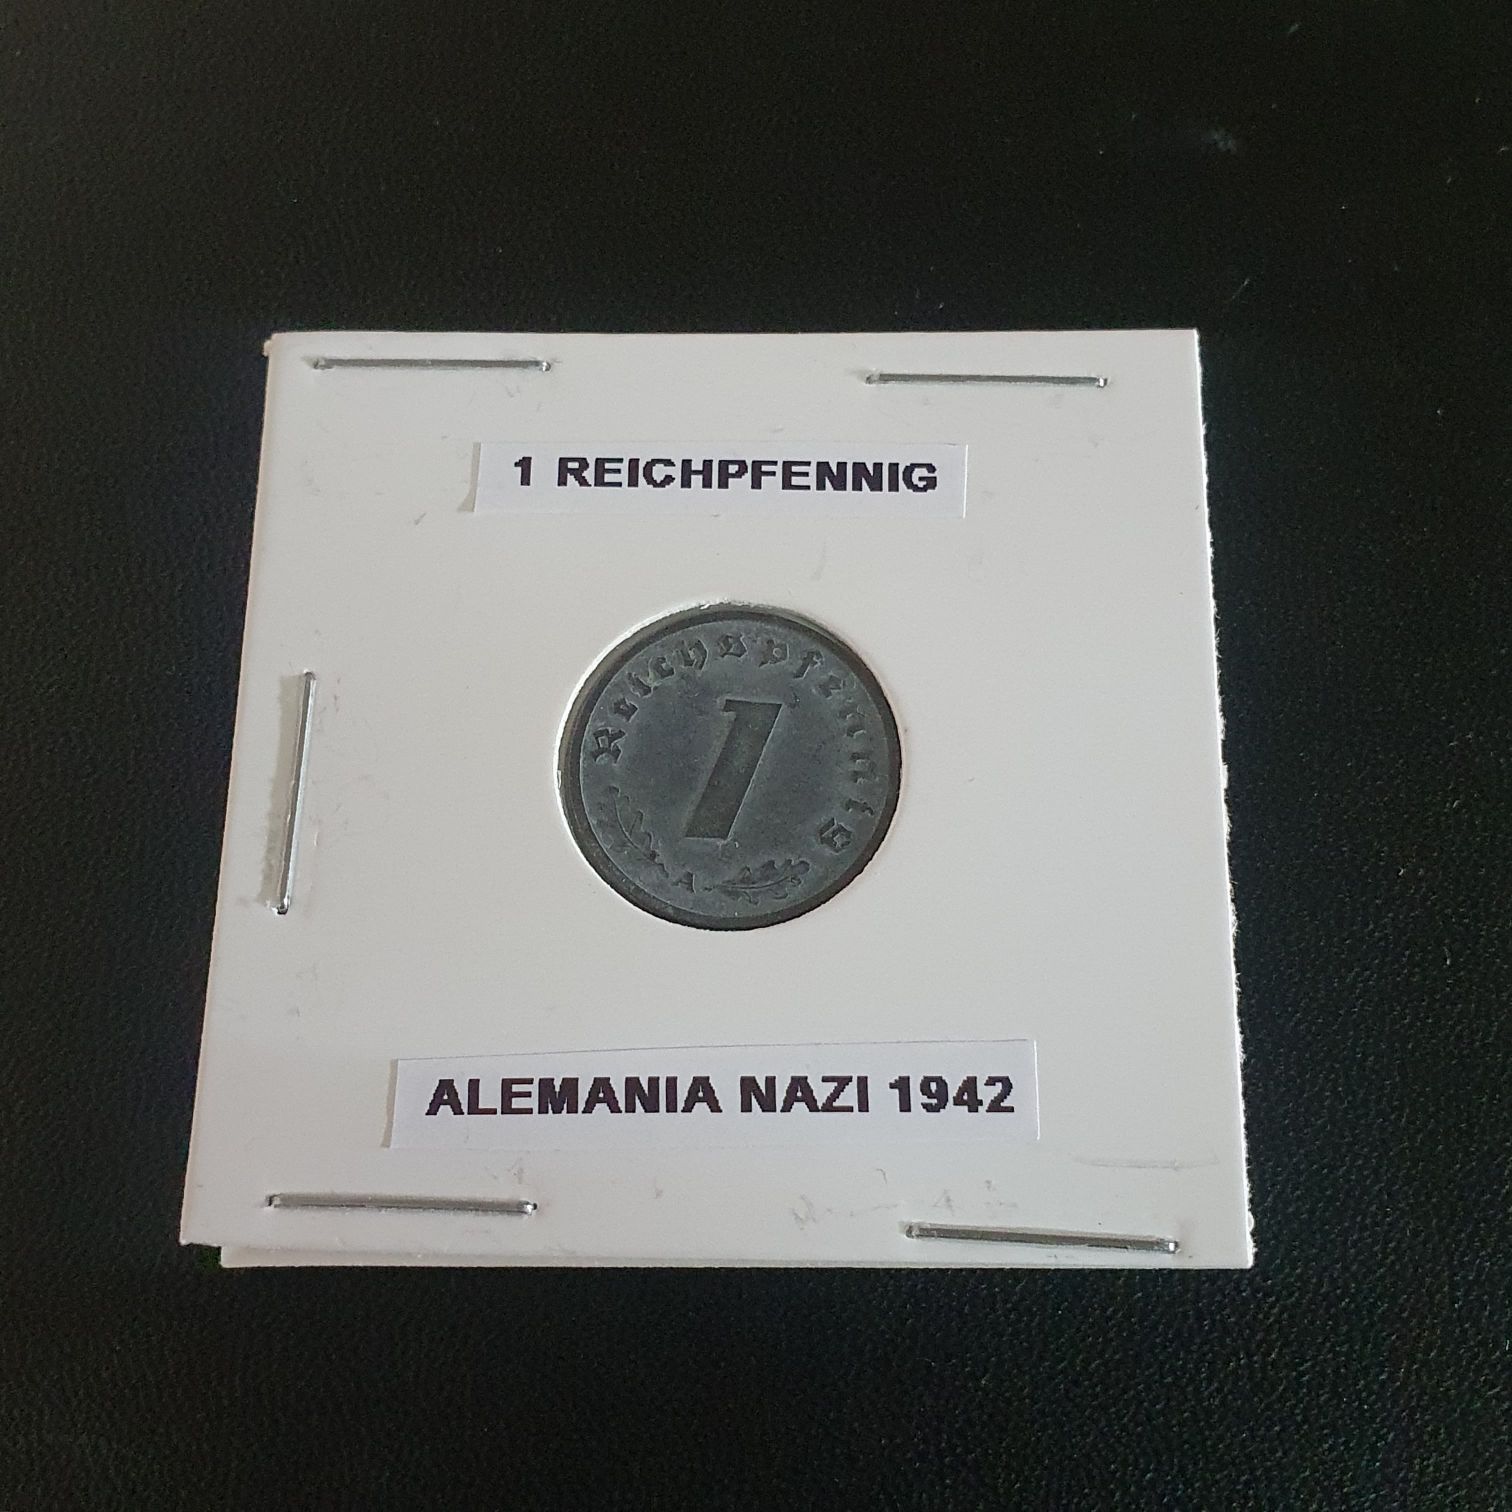 1 REICHPFENNIG
Reichspfennig
1
A
ALEMANIA NAZI 1942